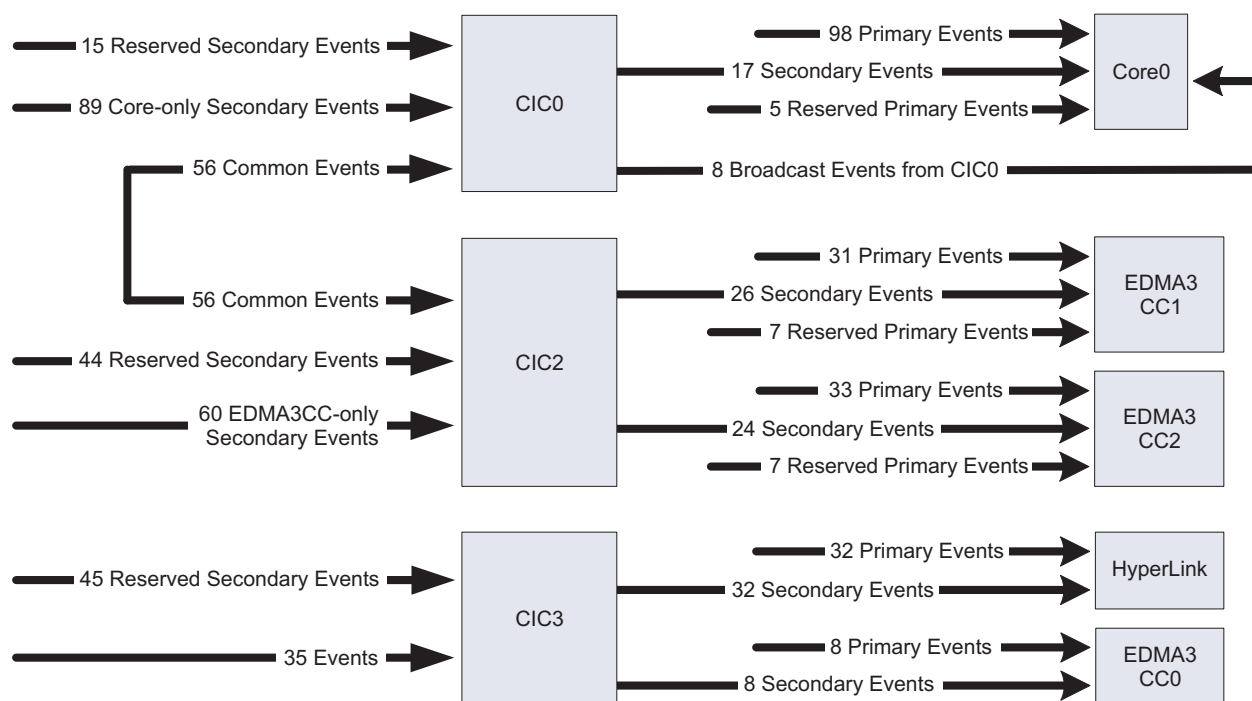 15 Reserved Secondary Events
89 Core-only Secondary Events
56 Common Events
CIC0
98 Primary Events
17 Secondary Events
5 Reserved Primary Events
Core0
8 Broadcast Events from CIC0
56 Common Events
44 Reserved Secondary Events
60 EDMA3CC-only
Secondary Events
CIC2
31 Primary Events
26 Secondary Events
7 Reserved Primary Events
EDMA3
CC1
33 Primary Events
24 Secondary Events
7 Reserved Primary Events
EDMA3
CC2
45 Reserved Secondary Events
35 Events
CIC3
32 Primary Events
32 Secondary Events
HyperLink
8 Primary Events
8 Secondary Events
EDMA3
CC0